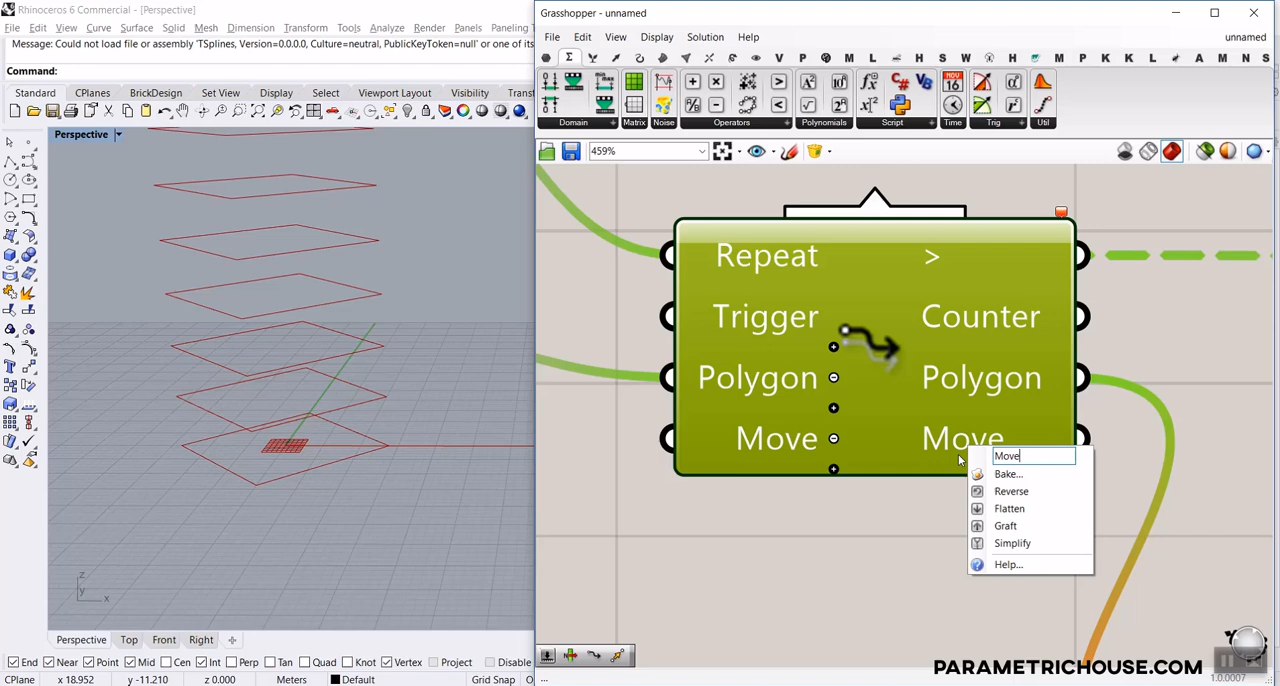 Rhinoceros 6 Commercial - [Perspective]
File Edit View Curve Surface Solid Mesh Dimension Transform Tools Analyze Render Panels Paneling
Message: Could not load file or assembly 'TSplines, Version=0.0.0.0, Culture=neutral, PublicKeyToken=null' or one of its
Command:
Standard CPlanes BrickDesign Set View Display Select Viewport Layout Visibility
Perspective
z
y
x
Perspective Top Front Right
End Near Point Mid Cen Int Perp Tan Quad Knot Vertex Project Disable
CPlane x 18.952 y -11.210 z 0.000 Meters Default Grid Snap
Grasshopper - unnamed
File Edit View Display Solution Help unnamed
Σ V P M L S H W H M P K K L A M N S
Domain Matrix Noise Operators Polynomials Script Time Trig Util
459%
Repeat >
Trigger Counter
Polygon Polygon
Move Move
Move
Bake...
Reverse
Flatten
Graft
Simplify
Help...
PARAMETRICHOUSE.COM
...
1.0.0007